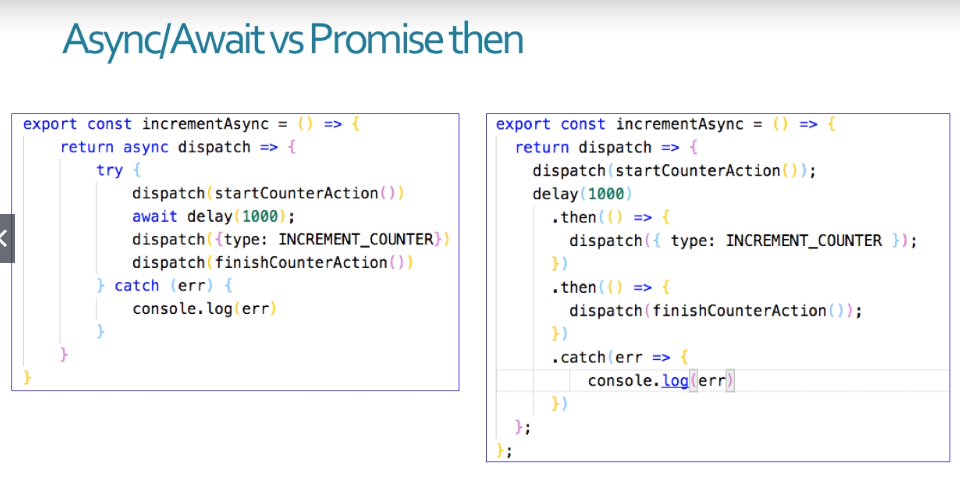 Async/Await vs Promise then
export const incrementAsync = () => {
return async dispatch => {
try {
dispatch(startCounterAction())
await delay(1000);
dispatch({type: INCREMENT_COUNTER})
dispatch(finishCounterAction())
} catch (err) {
console.log(err)
}
}
}
export const incrementAsync = () => {
return dispatch => {
dispatch(startCounterAction());
delay(1000)
.then(() => {
dispatch({ type: INCREMENT_COUNTER });
})
.then(() => {
dispatch(finishCounterAction());
})
.catch(err => {
console.log(err)
})
};
};